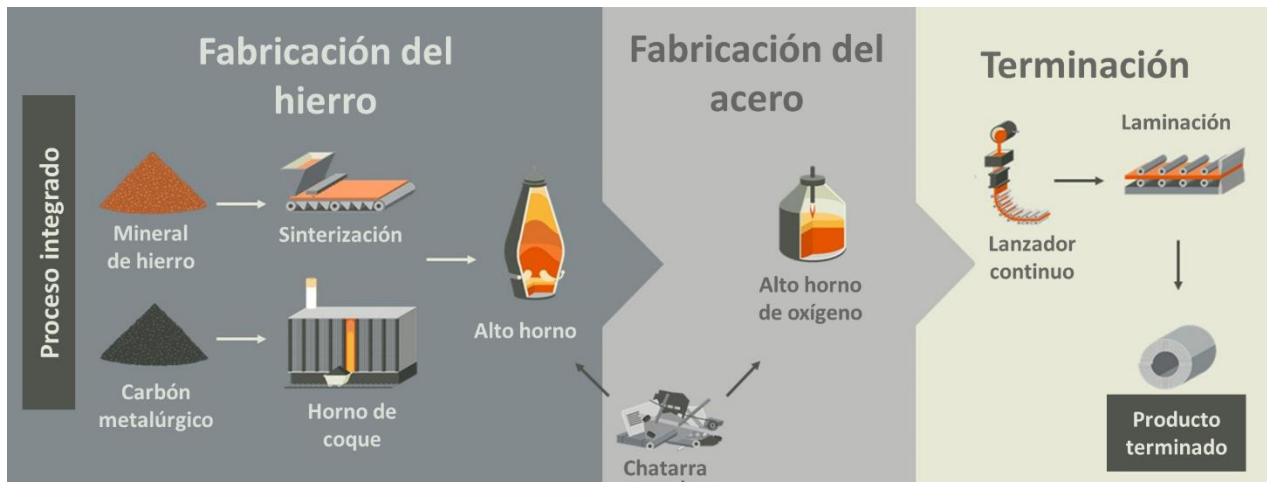 Fabricación del
hierro
Fabricación del
acero
Terminación
Proceso integrado
Mineral
de hierro
Sinterización
Carbón
metalúrgico
Horno de
coque
Alto horno
Chatarra
Alto horno
de oxígeno
Lanzador
continuo
Laminación
Producto
terminado